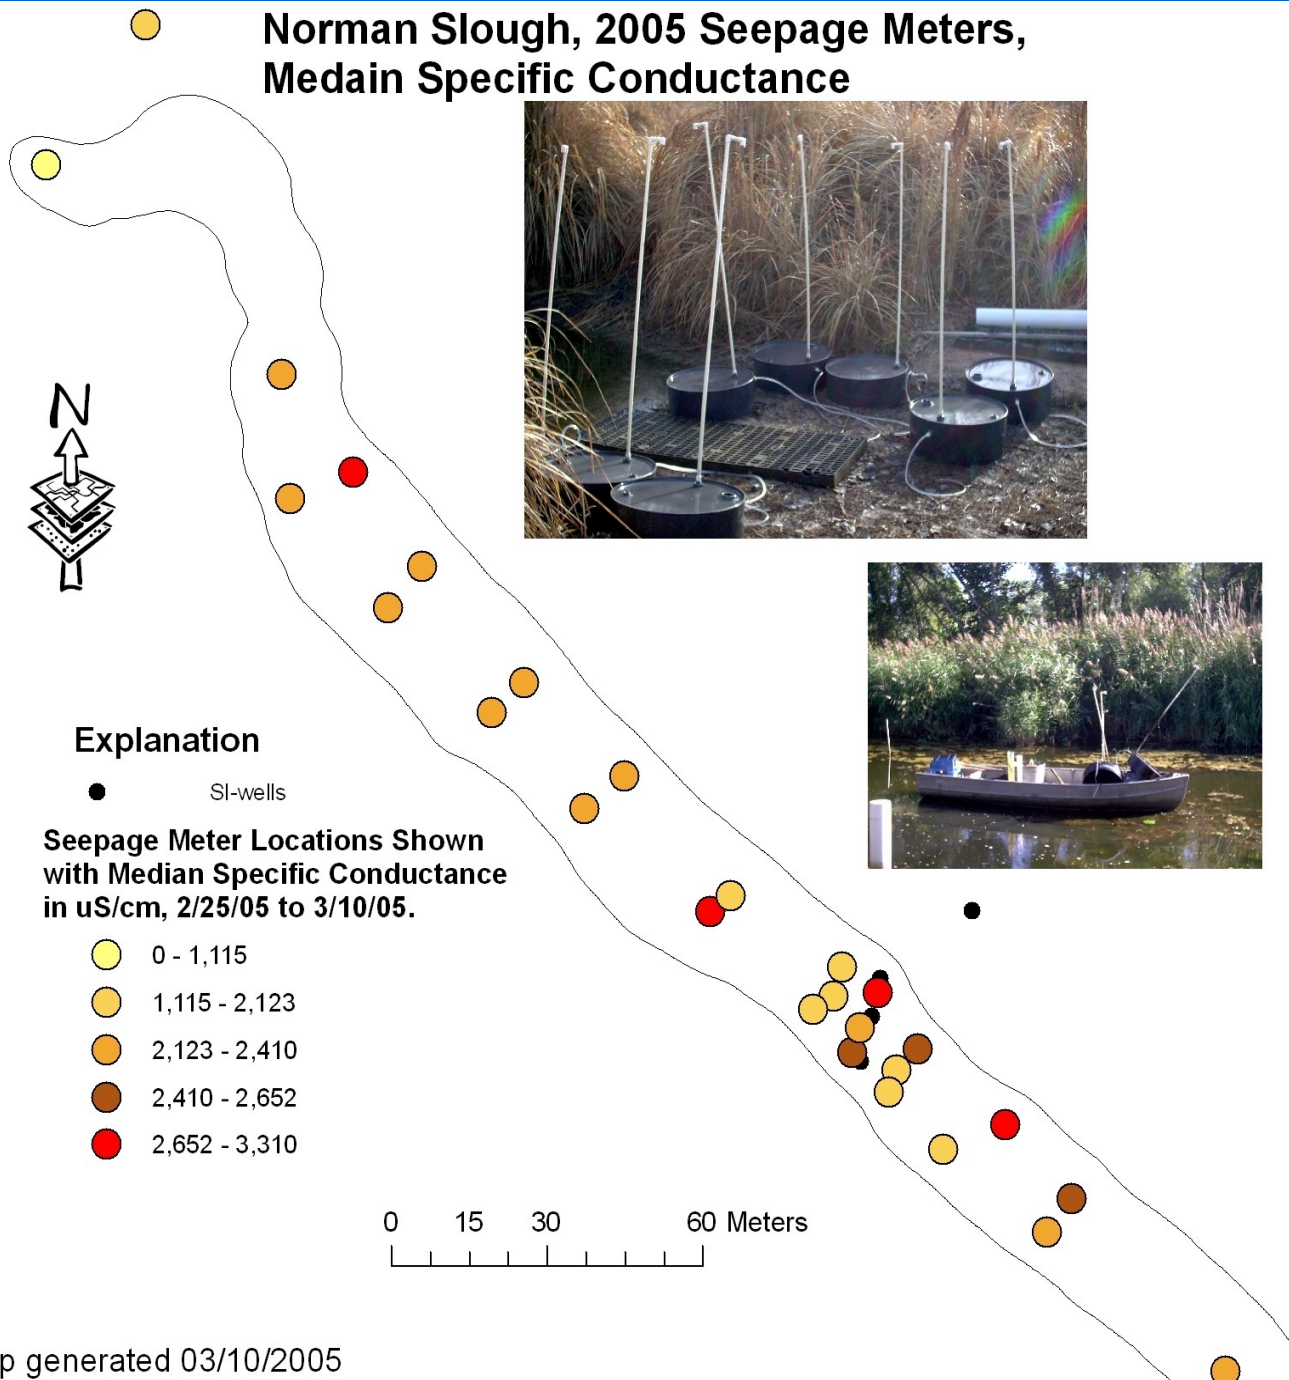 Norman Slough, 2005 Seepage Meters,
Medain Specific Conductance
N
Explanation
SI-wells
Seepage Meter Locations Shown
with Median Specific Conductance
in uS/cm, 2/25/05 to 3/10/05.
0 - 1,115
1,115 - 2,123
2,123 - 2,410
2,410 - 2,652
2,652 - 3,310
0 15 30 60 Meters
p generated 03/10/2005